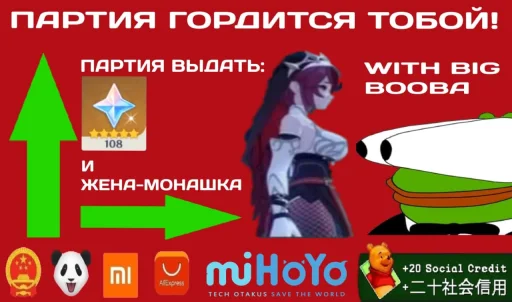 ПАРТИЯ ГОРДИТСЯ ТОБОЙ!
ПАРТИЯ ВЫДАТЬ:
108
И
ЖЕНА-МОНАШКА
WITH BIG
BOOBA
mi
AliExpress
miHoYo
TECH OTAKUS SAVE THE WORLD
+20 Social Credit
+二十社会信用